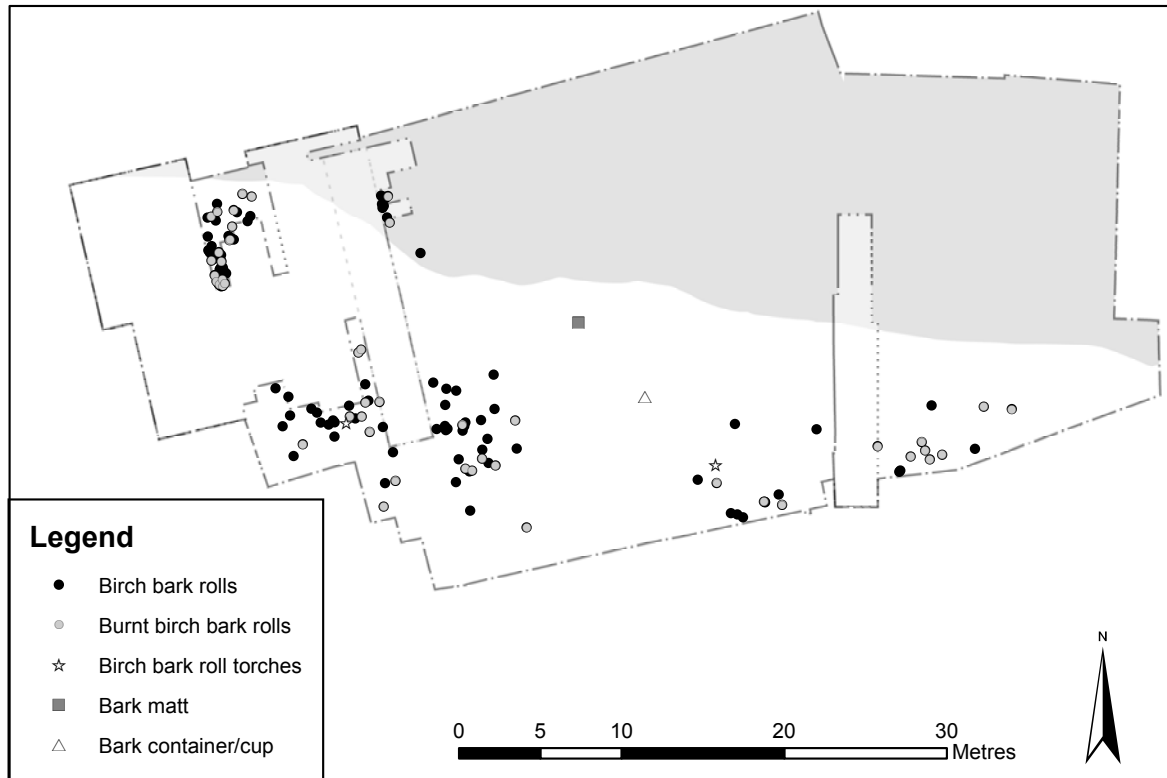 Legend
Birch bark rolls
Burnt birch bark rolls
Birch bark roll torches
Bark matt
Bark container/cup
N
0 5 10 20 30
Metres